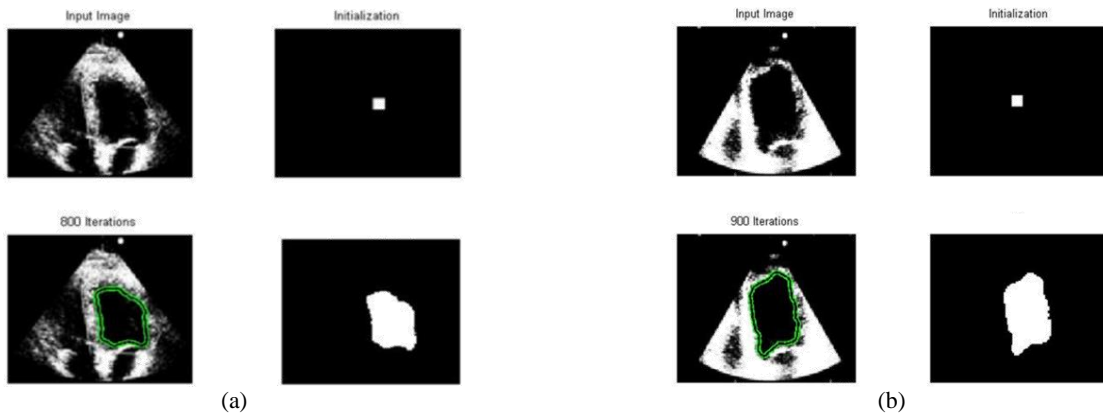 Input Image
Initialization
800 Iterations
(a)
Input Image
Initialization
900 Iterations
(b)